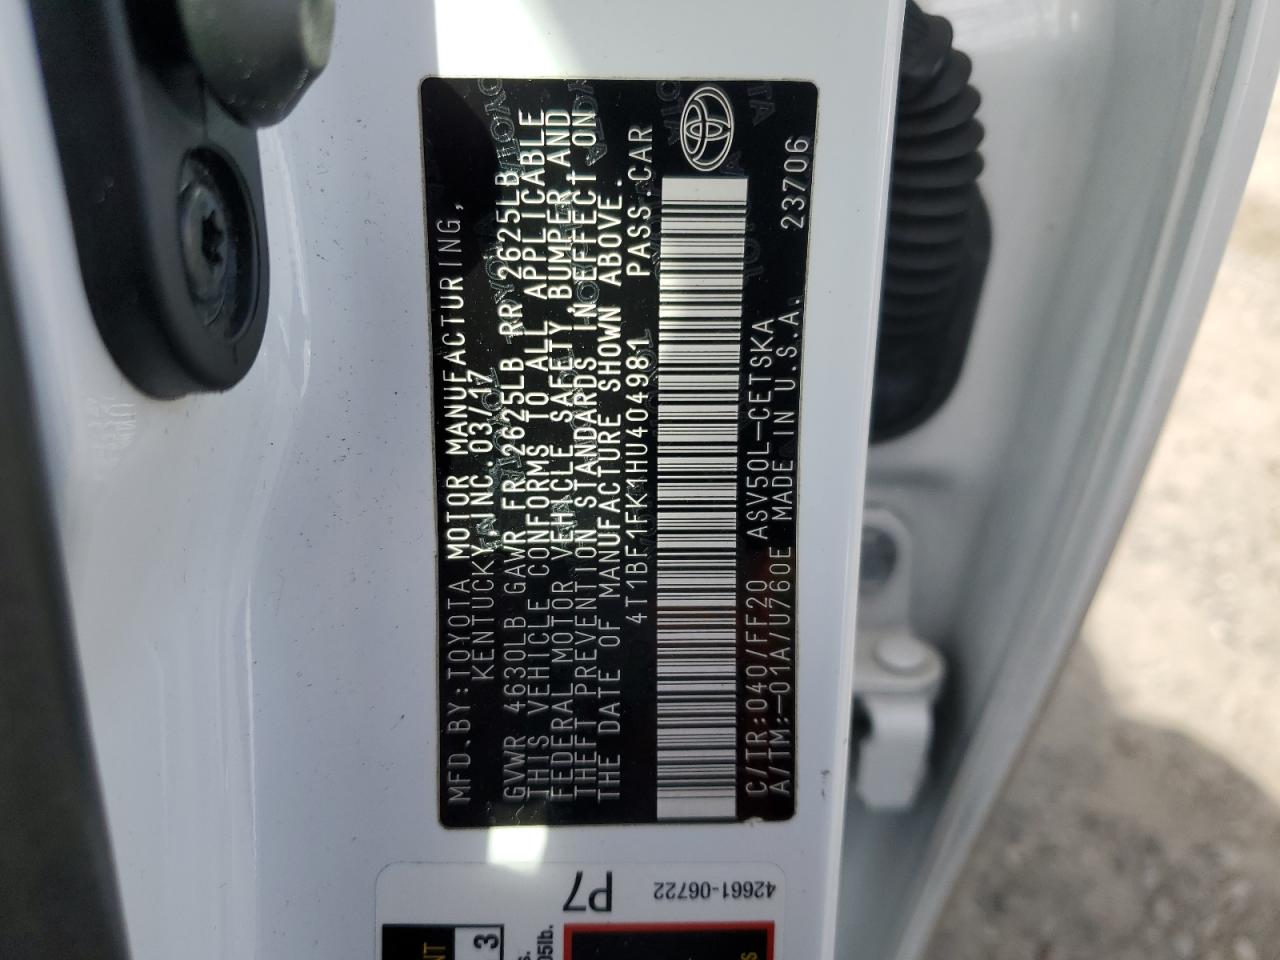 MFD.BY:TOYOTA MOTOR MANUFACTURING,
KENTUCKY,INC. 03/17
GVWR 4630LB GAWR FR 2625LB RR 2625LB
THIS VEHICLE CONFORMS TO ALL APPLICABLE
FEDERAL MOTOR VEHICLE SAFETY, BUMPER, AND
THEFT PREVENTION STANDARDS IN EFFECT ON
THE DATE OF MANUFACTURE SHOWN ABOVE.
4T1BF1FK1HU404981 PASS.CAR
C/TR:040/FF20 ASV50L-CETSKA
A/TM:-01A/U760E MADE IN U.S.A. 23706
P7
42661-06722
3